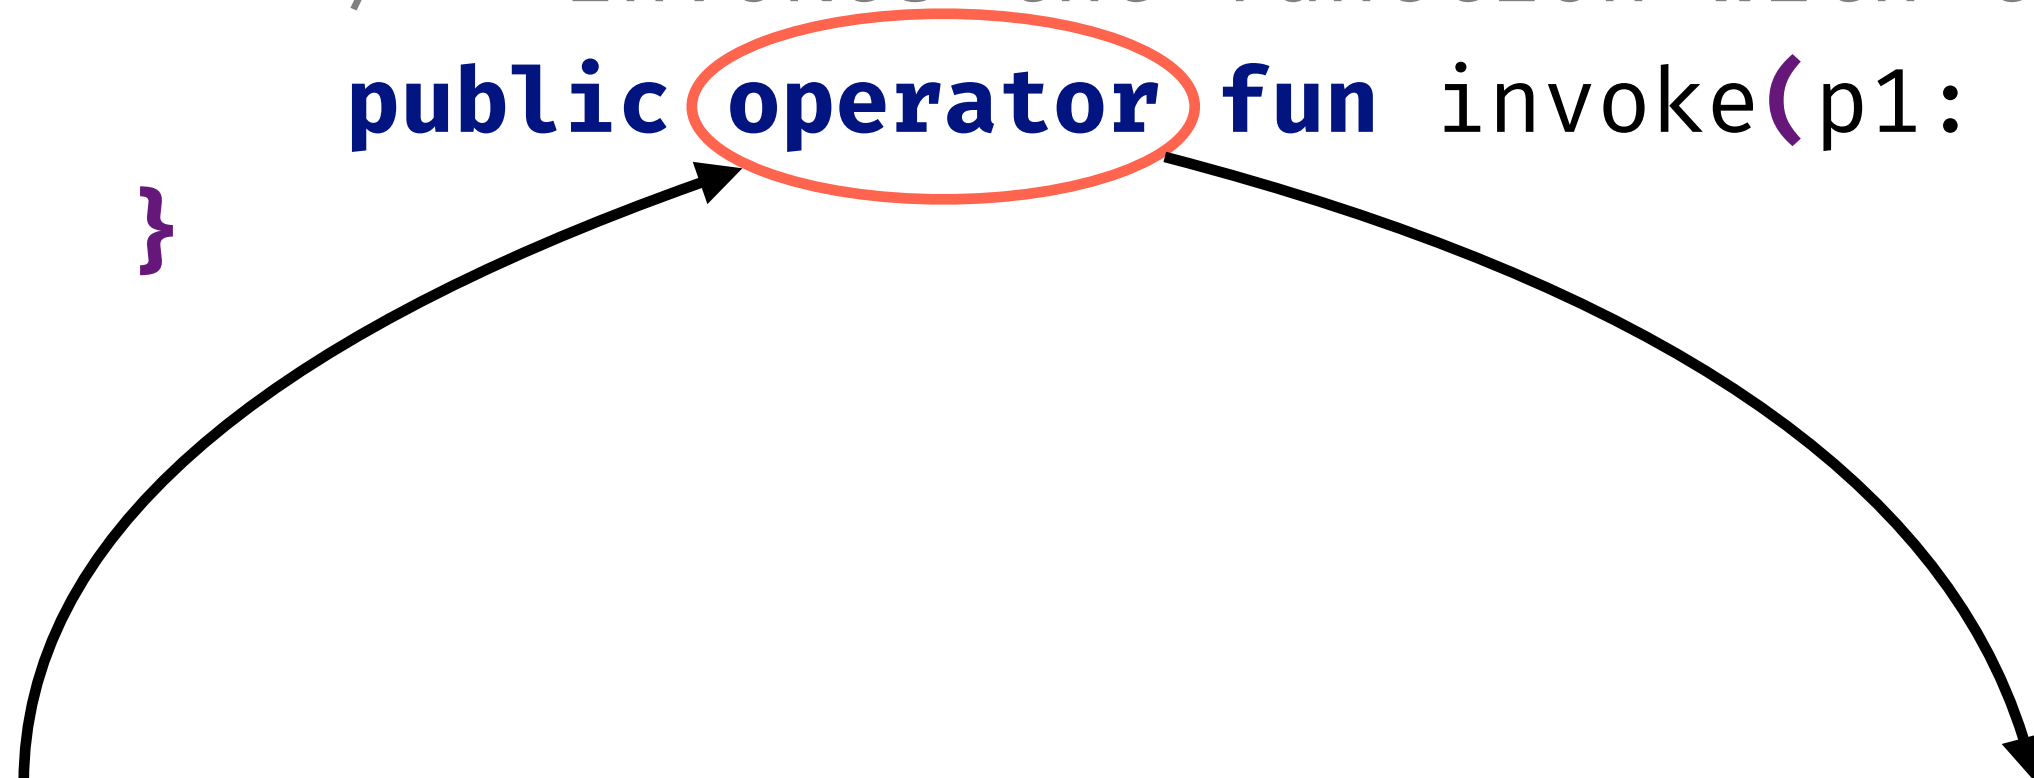 public operator fun invoke(p1:
}